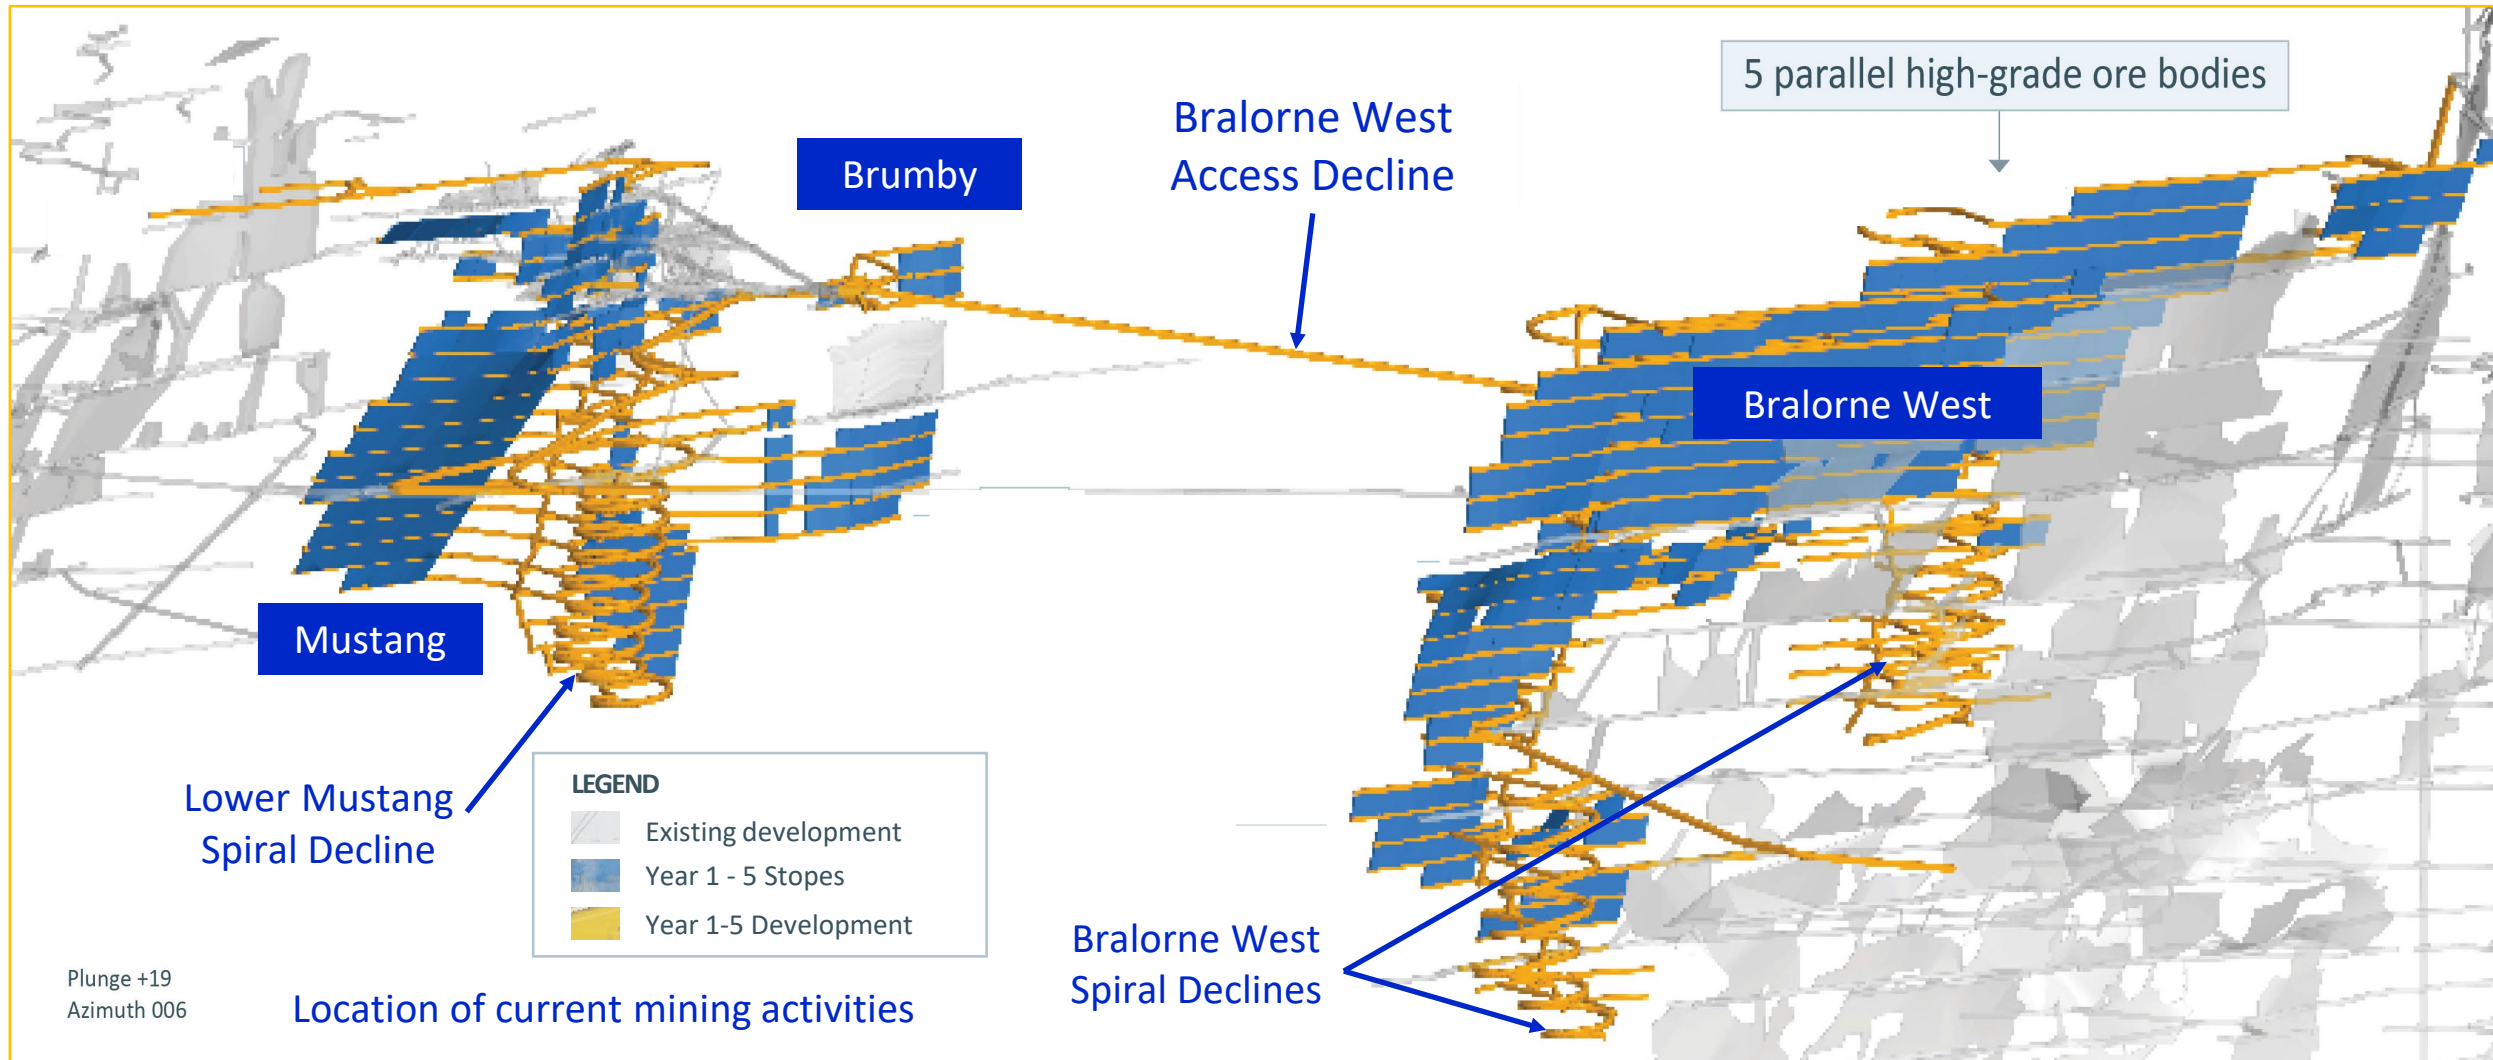 5 parallel high-grade ore bodies
Bralorne West
Access Decline
Brumby
Bralorne West
Mustang
Lower Mustang
Spiral Decline
LEGEND
Existing development
Year 1 - 5 Stopes
Year 1-5 Development
Bralorne West
Spiral Declines
Plunge +19
Azimuth 006
Location of current mining activities